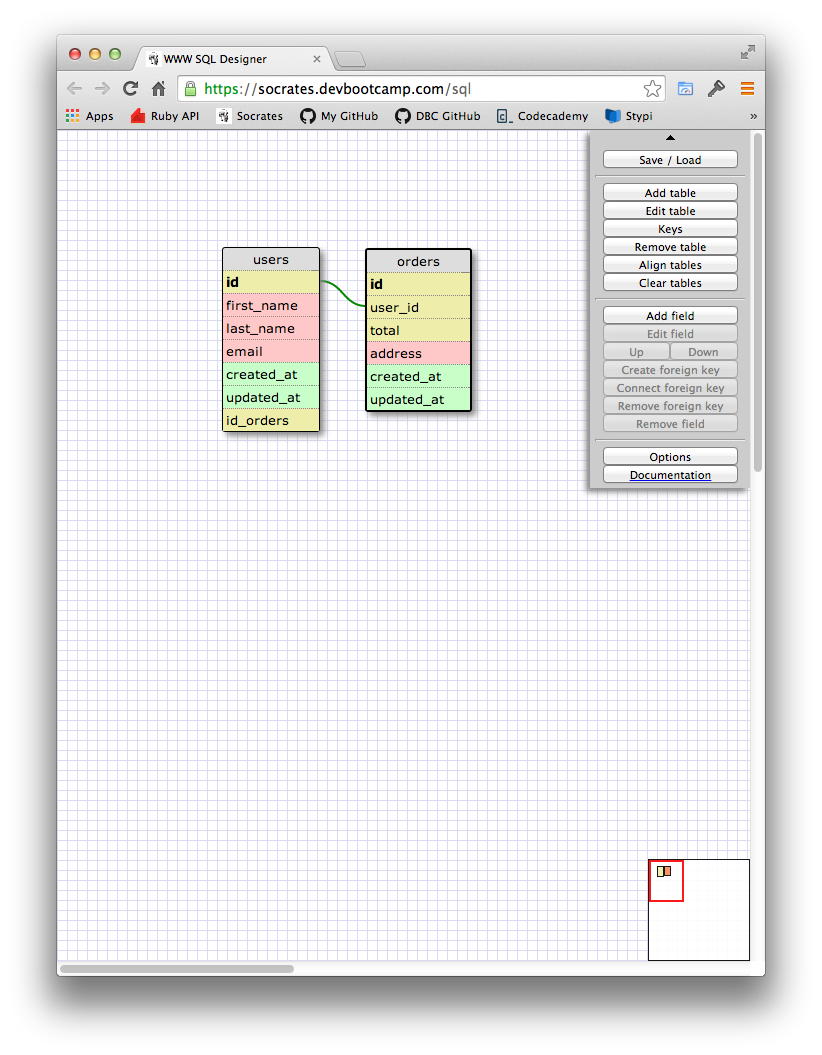 WWW SQL Designer
https://socrates.devbootcamp.com/sql
Apps Ruby API Socrates My GitHub DBC GitHub Codecademy Stypi »
Save / Load
Add table
Edit table
Keys
Remove table
Align tables
Clear tables
Add field
Edit field
Up Down
Create foreign key
Connect foreign key
Remove foreign key
Remove field
Options
Documentation
users
id
first_name
last_name
email
created_at
updated_at
id_orders
orders
id
user_id
total
address
created_at
updated_at